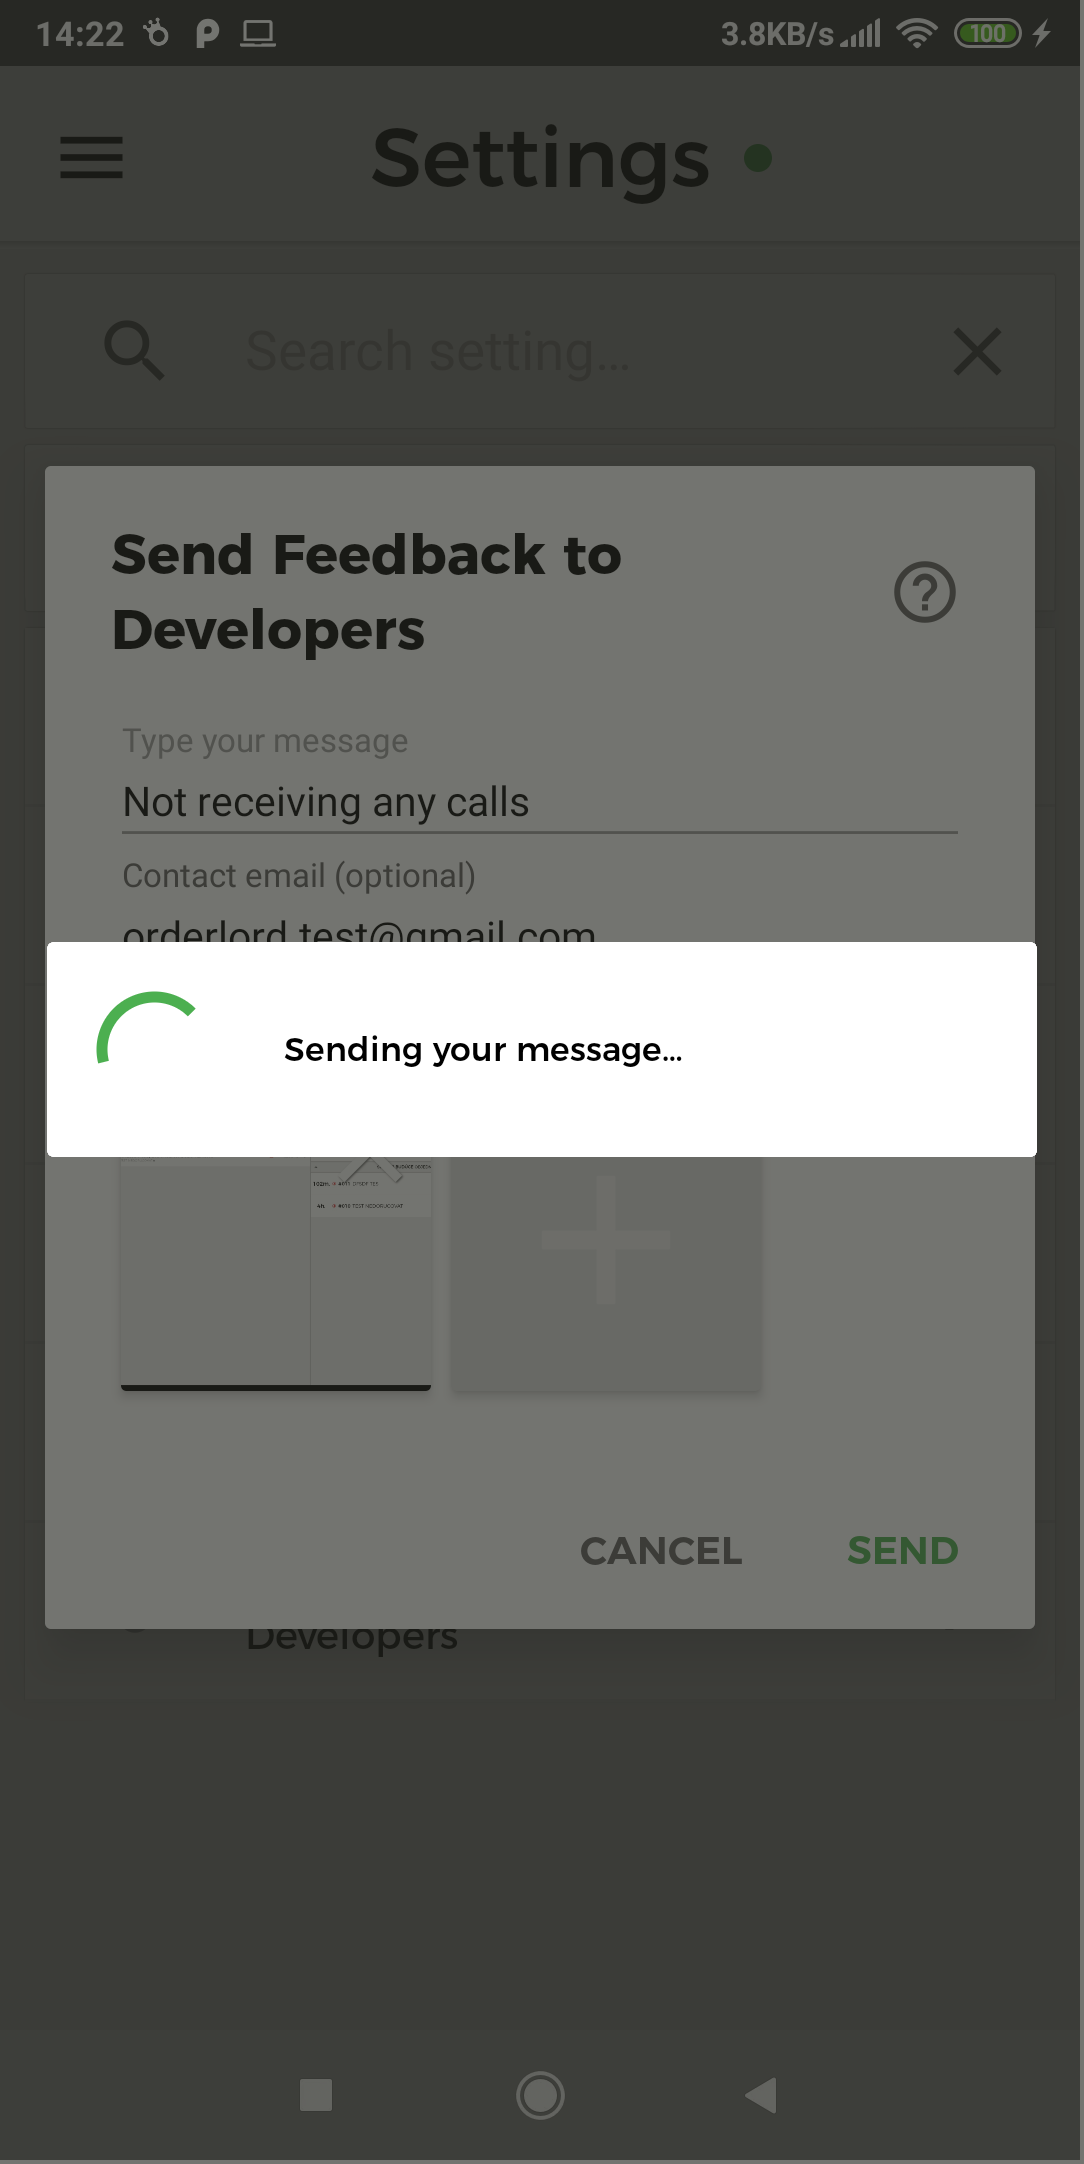 14:22 3.8KB/s 100
Settings
Search setting...
Send Feedback to
Developers
Type your message
Not receiving any calls
Contact email (optional)
orderlord.test@gmail.com
Sending your message...
CANCEL SEND
Developers